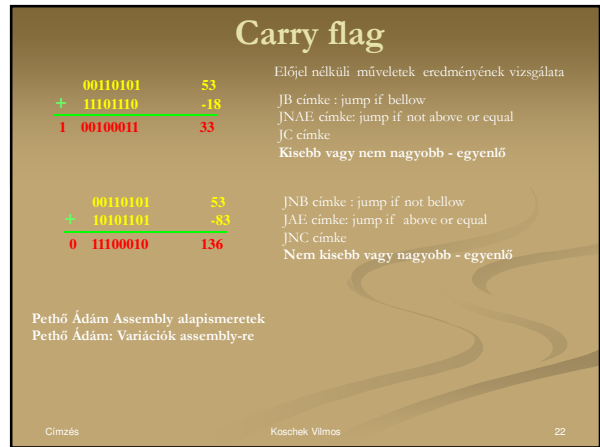 Carry flag
Előjel nélküli műveletek eredményének vizsgálata
00110101 53
+ 11101110 -18
1 00100011 33
JB címke : jump if bellow
JNAE címke: jump if not above or equal
JC címke
Kisebb vagy nem nagyobb - egyenlő
00110101 53
+ 10101101 -83
0 11100010 136
JNB címke : jump if not bellow
JAE címke: jump if above or equal
JNC címke
Nem kisebb vagy nagyobb - egyenlő
Pethő Ádám Assembly alapismeretek
Pethő Ádám: Variációk assembly-re
Címzés Koschek Vilmos 22